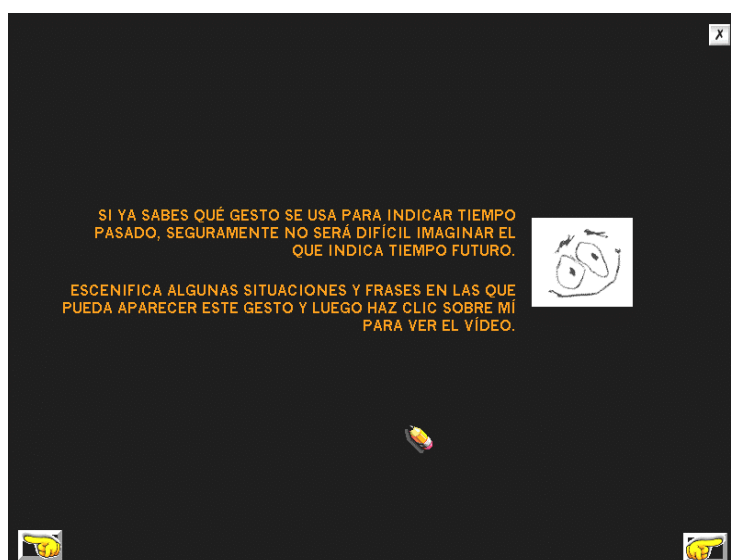 X
SI YA SABES QUÉ GESTO SE USA PARA INDICAR TIEMPO
PASADO, SEGURAMENTE NO SERÁ DIFÍCIL IMAGINAR EL
QUE INDICA TIEMPO FUTURO.
ESCENIFICA ALGUNAS SITUACIONES Y FRASES EN LAS QUE
PUEDA APARECER ESTE GESTO Y LUEGO HAZ CLIC SOBRE MÍ
PARA VER EL VÍDEO.